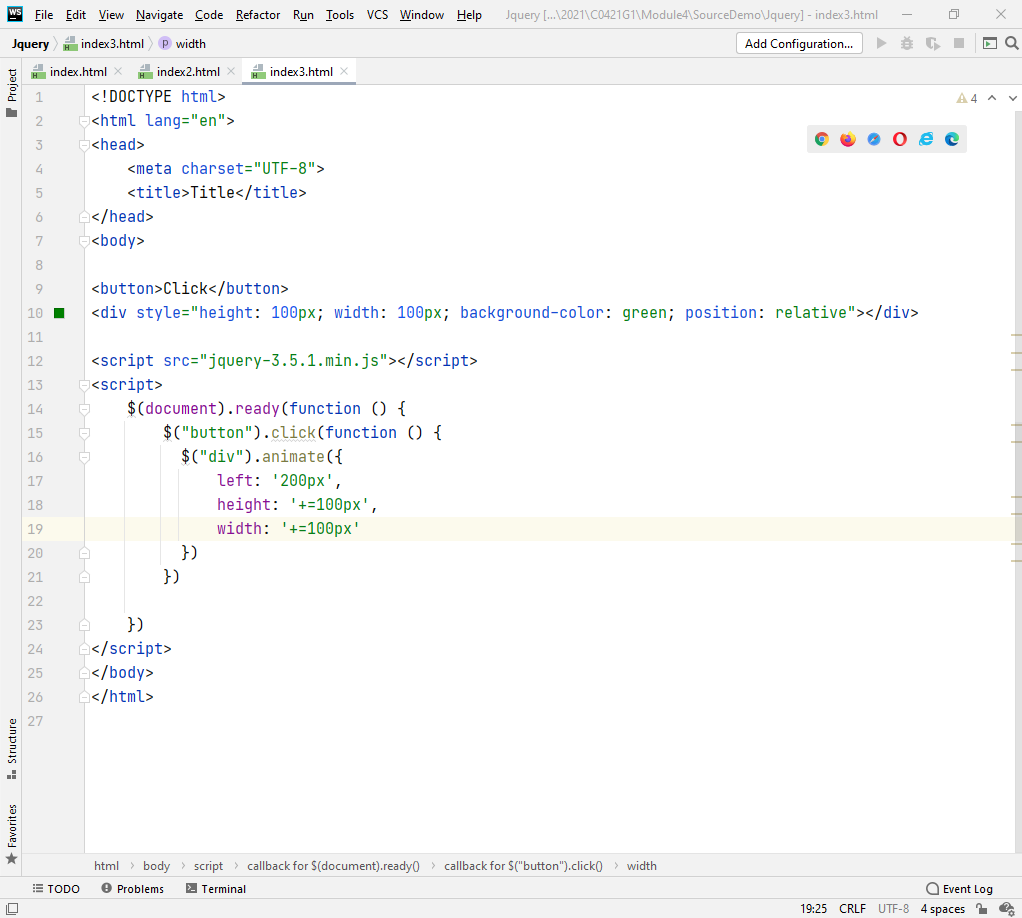 WS File Edit View Navigate Code Refactor Run Tools VCS Window Help Jquery [...\2021\C0421G1\Module4\SourceDemo\Jquery] - index3.html
Jquery index3.html p width Add Configuration...
Project
index.html index2.html index3.html
4
1 <!DOCTYPE html>
2 <html lang="en">
3 <head>
4     <meta charset="UTF-8">
5     <title>Title</title>
6 </head>
7 <body>
8
9 <button>Click</button>
10 <div style="height: 100px; width: 100px; background-color: green; position: relative"></div>
11
12 <script src="jquery-3.5.1.min.js"></script>
13 <script>
14     $(document).ready(function () {
15         $("button").click(function () {
16           $("div").animate({
17               left: '200px',
18               height: '+=100px',
19               width: '+=100px'
20           })
21         })
22
23     })
24 </script>
25 </body>
26 </html>
27
Structure
Favorites
html body script callback for $(document).ready() callback for $("button").click() width
TODO Problems Terminal Event Log
19:25 CRLF UTF-8 4 spaces